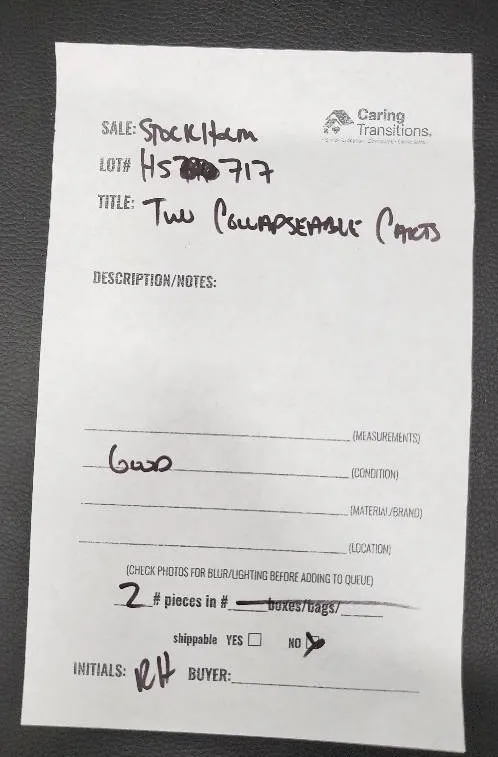 Caring
Transitions®
SALE: Stockholm
LOT# HS 717
TITLE: Two Collapseable Carts
DESCRIPTION/NOTES:
(MEASUREMENTS)
Good (CONDITION)
(MATERIAL/BRAND)
(LOCATION)
(CHECK PHOTOS FOR BLUR/LIGHTING BEFORE ADDING TO QUEUE)
2 # pieces in # boxes/bags/
shippable YES ☐ NO ☒
INITIALS: RH BUYER: